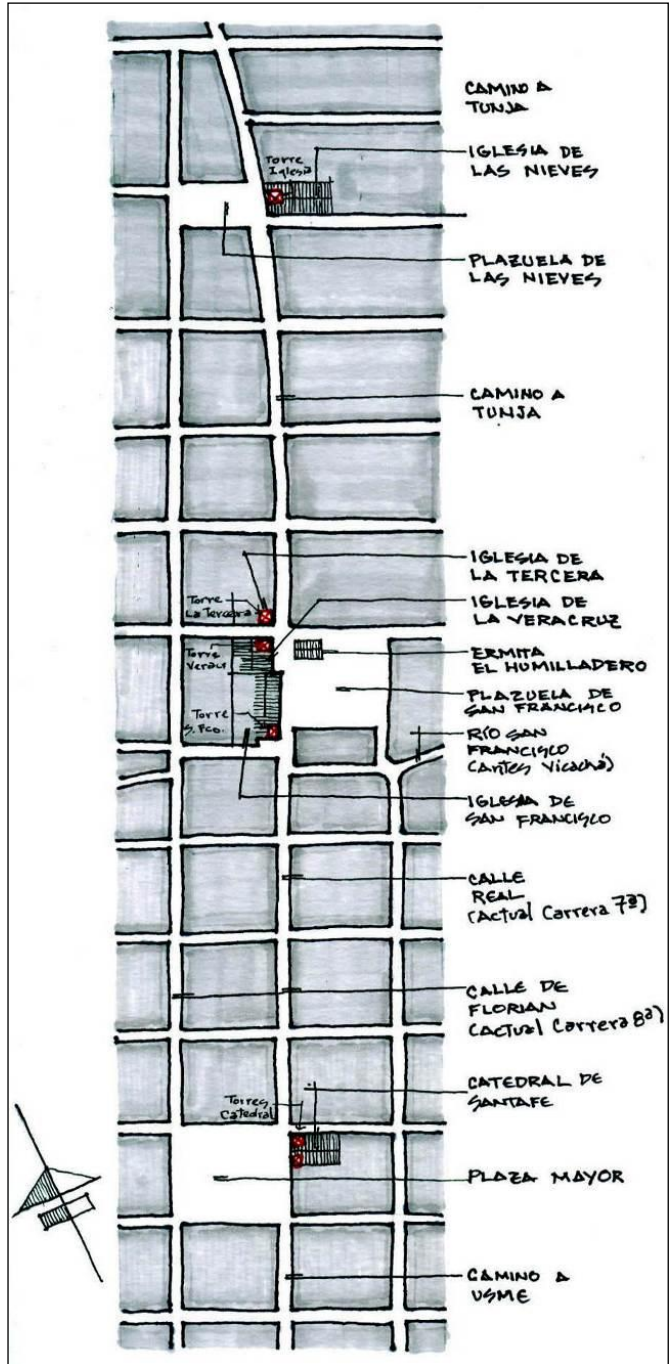 CAMINO A
TUNJA
Torre
Iglesia
IGLESIA DE
LAS NIEVES
PLAZUELA DE
LAS NIEVES
CAMINO A
TUNJA
IGLESIA DE
LA TERCERA
Torre
La Tercera
IGLESIA DE
LA VERACRUZ
Torre
ERMITA
EL HUMILLADERO
PLAZUELA DE
SAN FRANCISCO
Torre
S. Fco.
RÍO SAN
FRANCISCO
(Antes Vicachá)
IGLESIA DE
SAN FRANCISCO
CALLE
REAL
(Actual Carrera 7ª)
CALLE DE
FLORIAN
(Actual Carrera 8ª)
Torres
Catedral
CATEDRAL DE
SANTAFE
PLAZA MAYOR
CAMINO A
USME